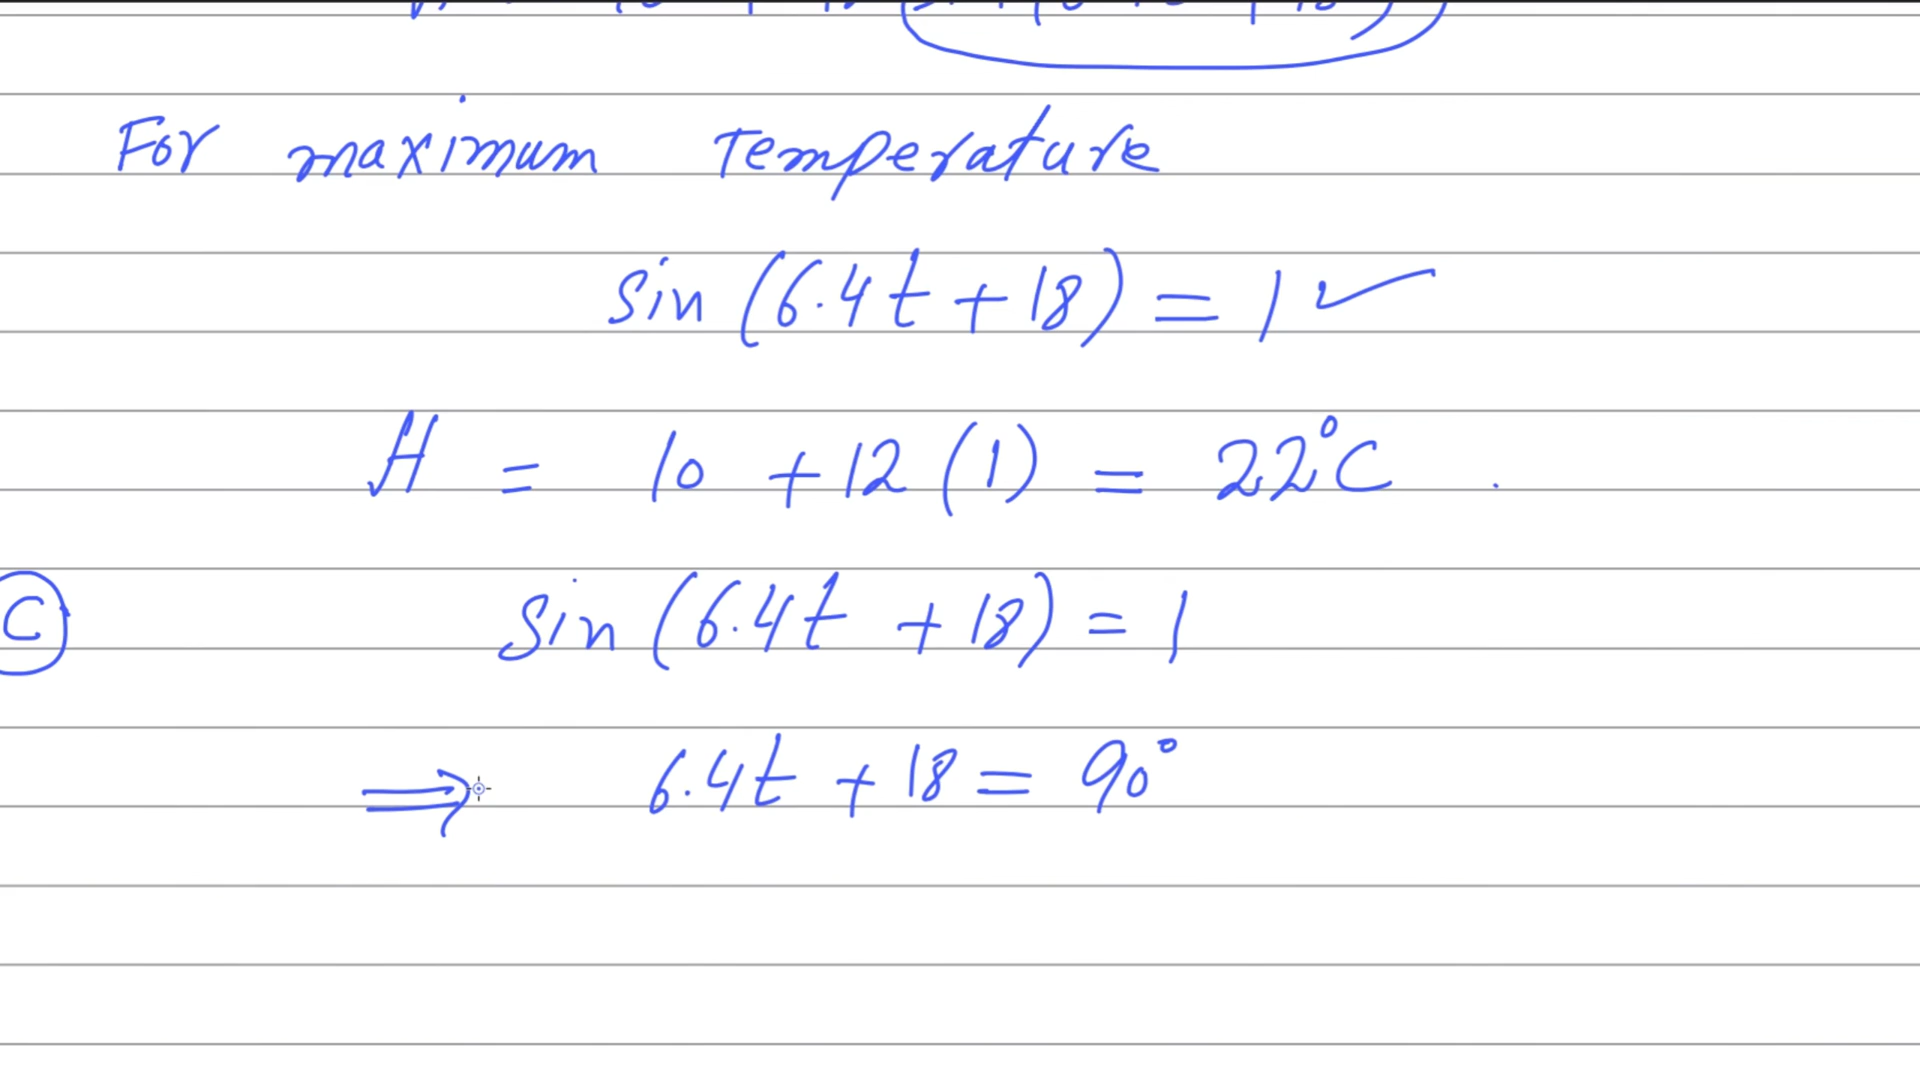 For maximum Temperature
sin (6.4t + 18) = 1 ✓
H = 10 + 12 (1) = 22°C .
C sin (6.4t + 18) = 1
⟹ 6.4t + 18 = 90°